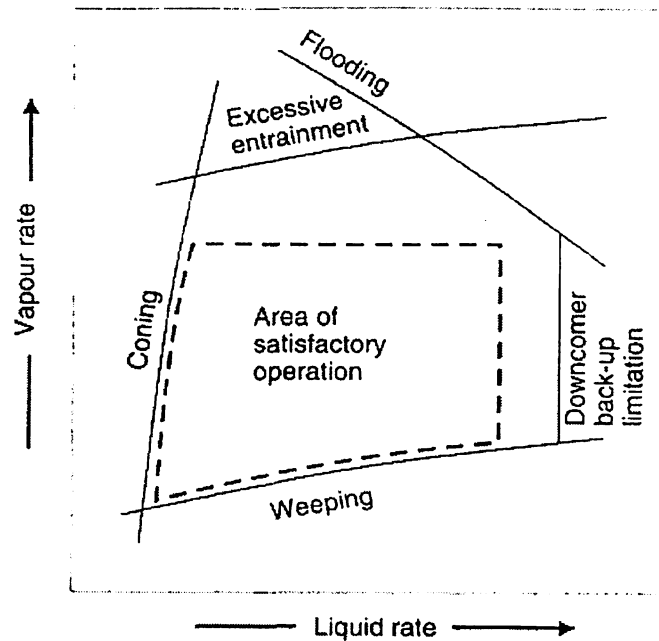 Flooding
Excessive
entrainment
Vapour rate
Coning
Area of
satisfactory
operation
Downcomer
back-up
limitation
Weeping
Liquid rate